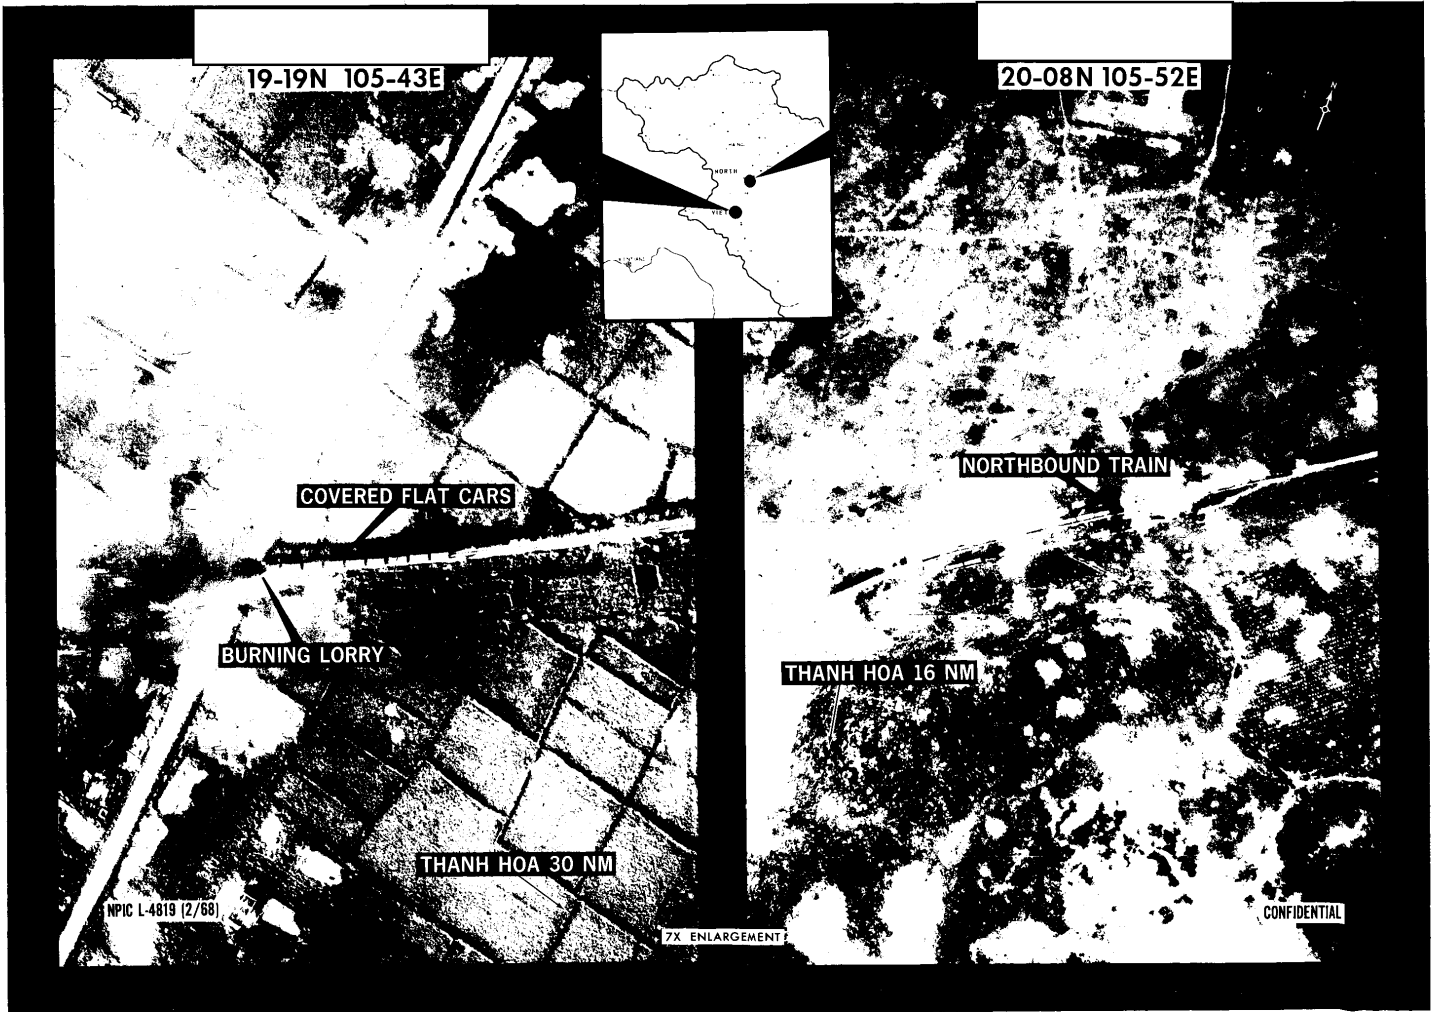 19-19N 105-43E
20-08N 105-52E
NORTH
VIET
COVERED FLAT CARS
NORTHBOUND TRAIN
BURNING LORRY
THANH HOA 16 NM
THANH HOA 30 NM
NPIC L-4819 (2/68)
CONFIDENTIAL
7X ENLARGEMENT